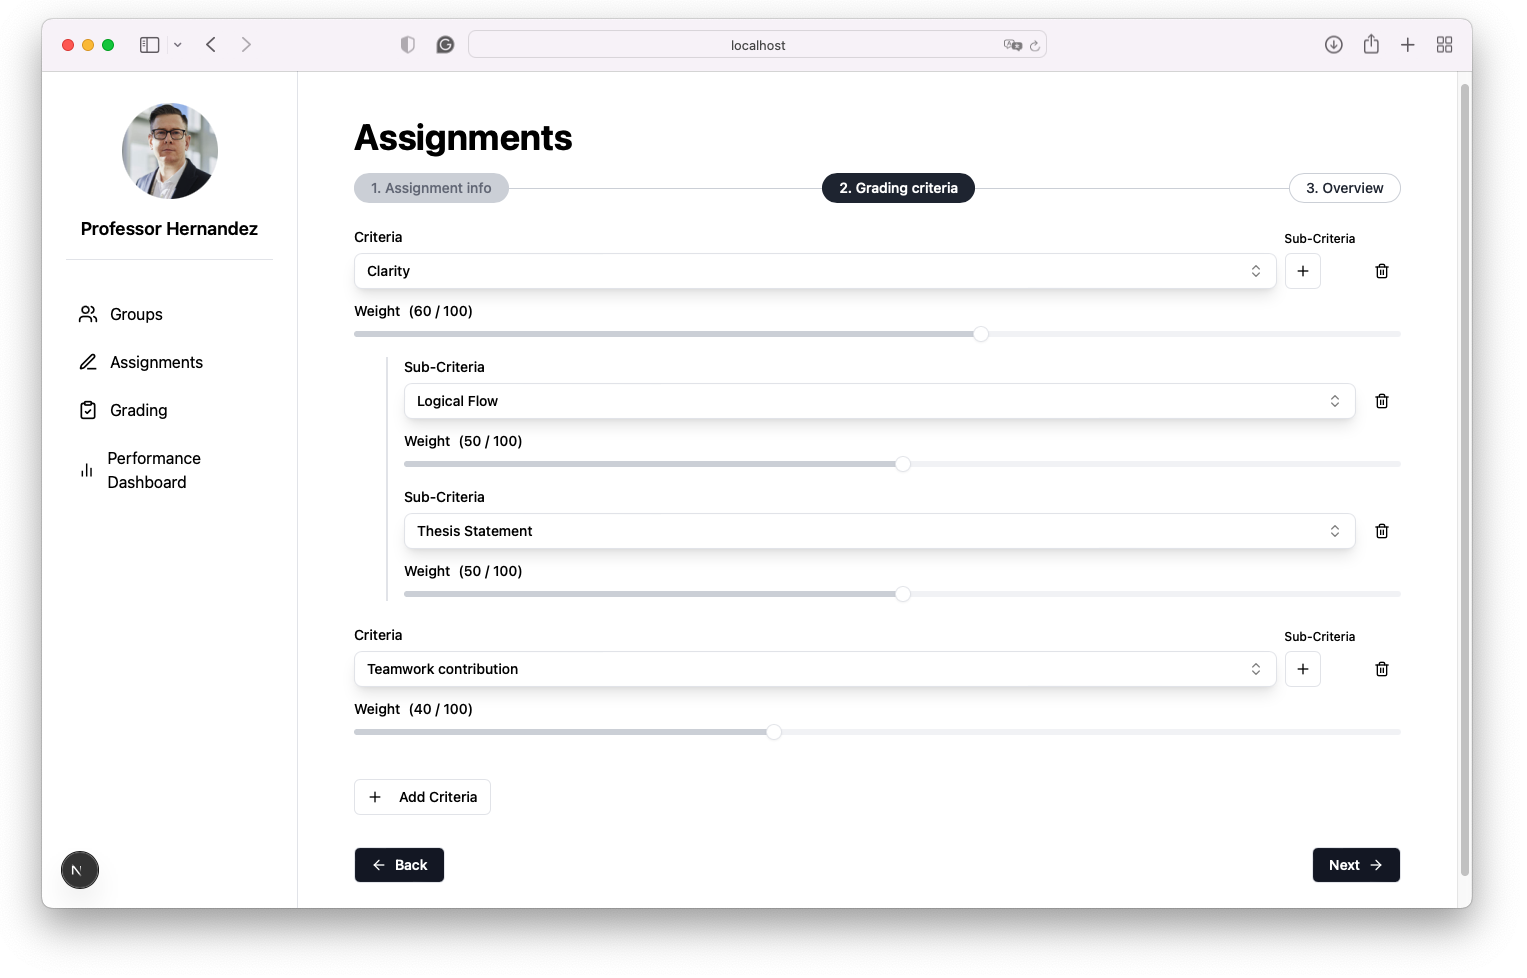 localhost
Professor Hernandez
Groups
Assignments
Grading
Performance
Dashboard
N
Assignments
1. Assignment info
2. Grading criteria
3. Overview
Criteria
Sub-Criteria
Clarity
Weight (60 / 100)
Sub-Criteria
Logical Flow
Weight (50 / 100)
Sub-Criteria
Thesis Statement
Weight (50 / 100)
Criteria
Sub-Criteria
Teamwork contribution
Weight (40 / 100)
Add Criteria
Back
Next